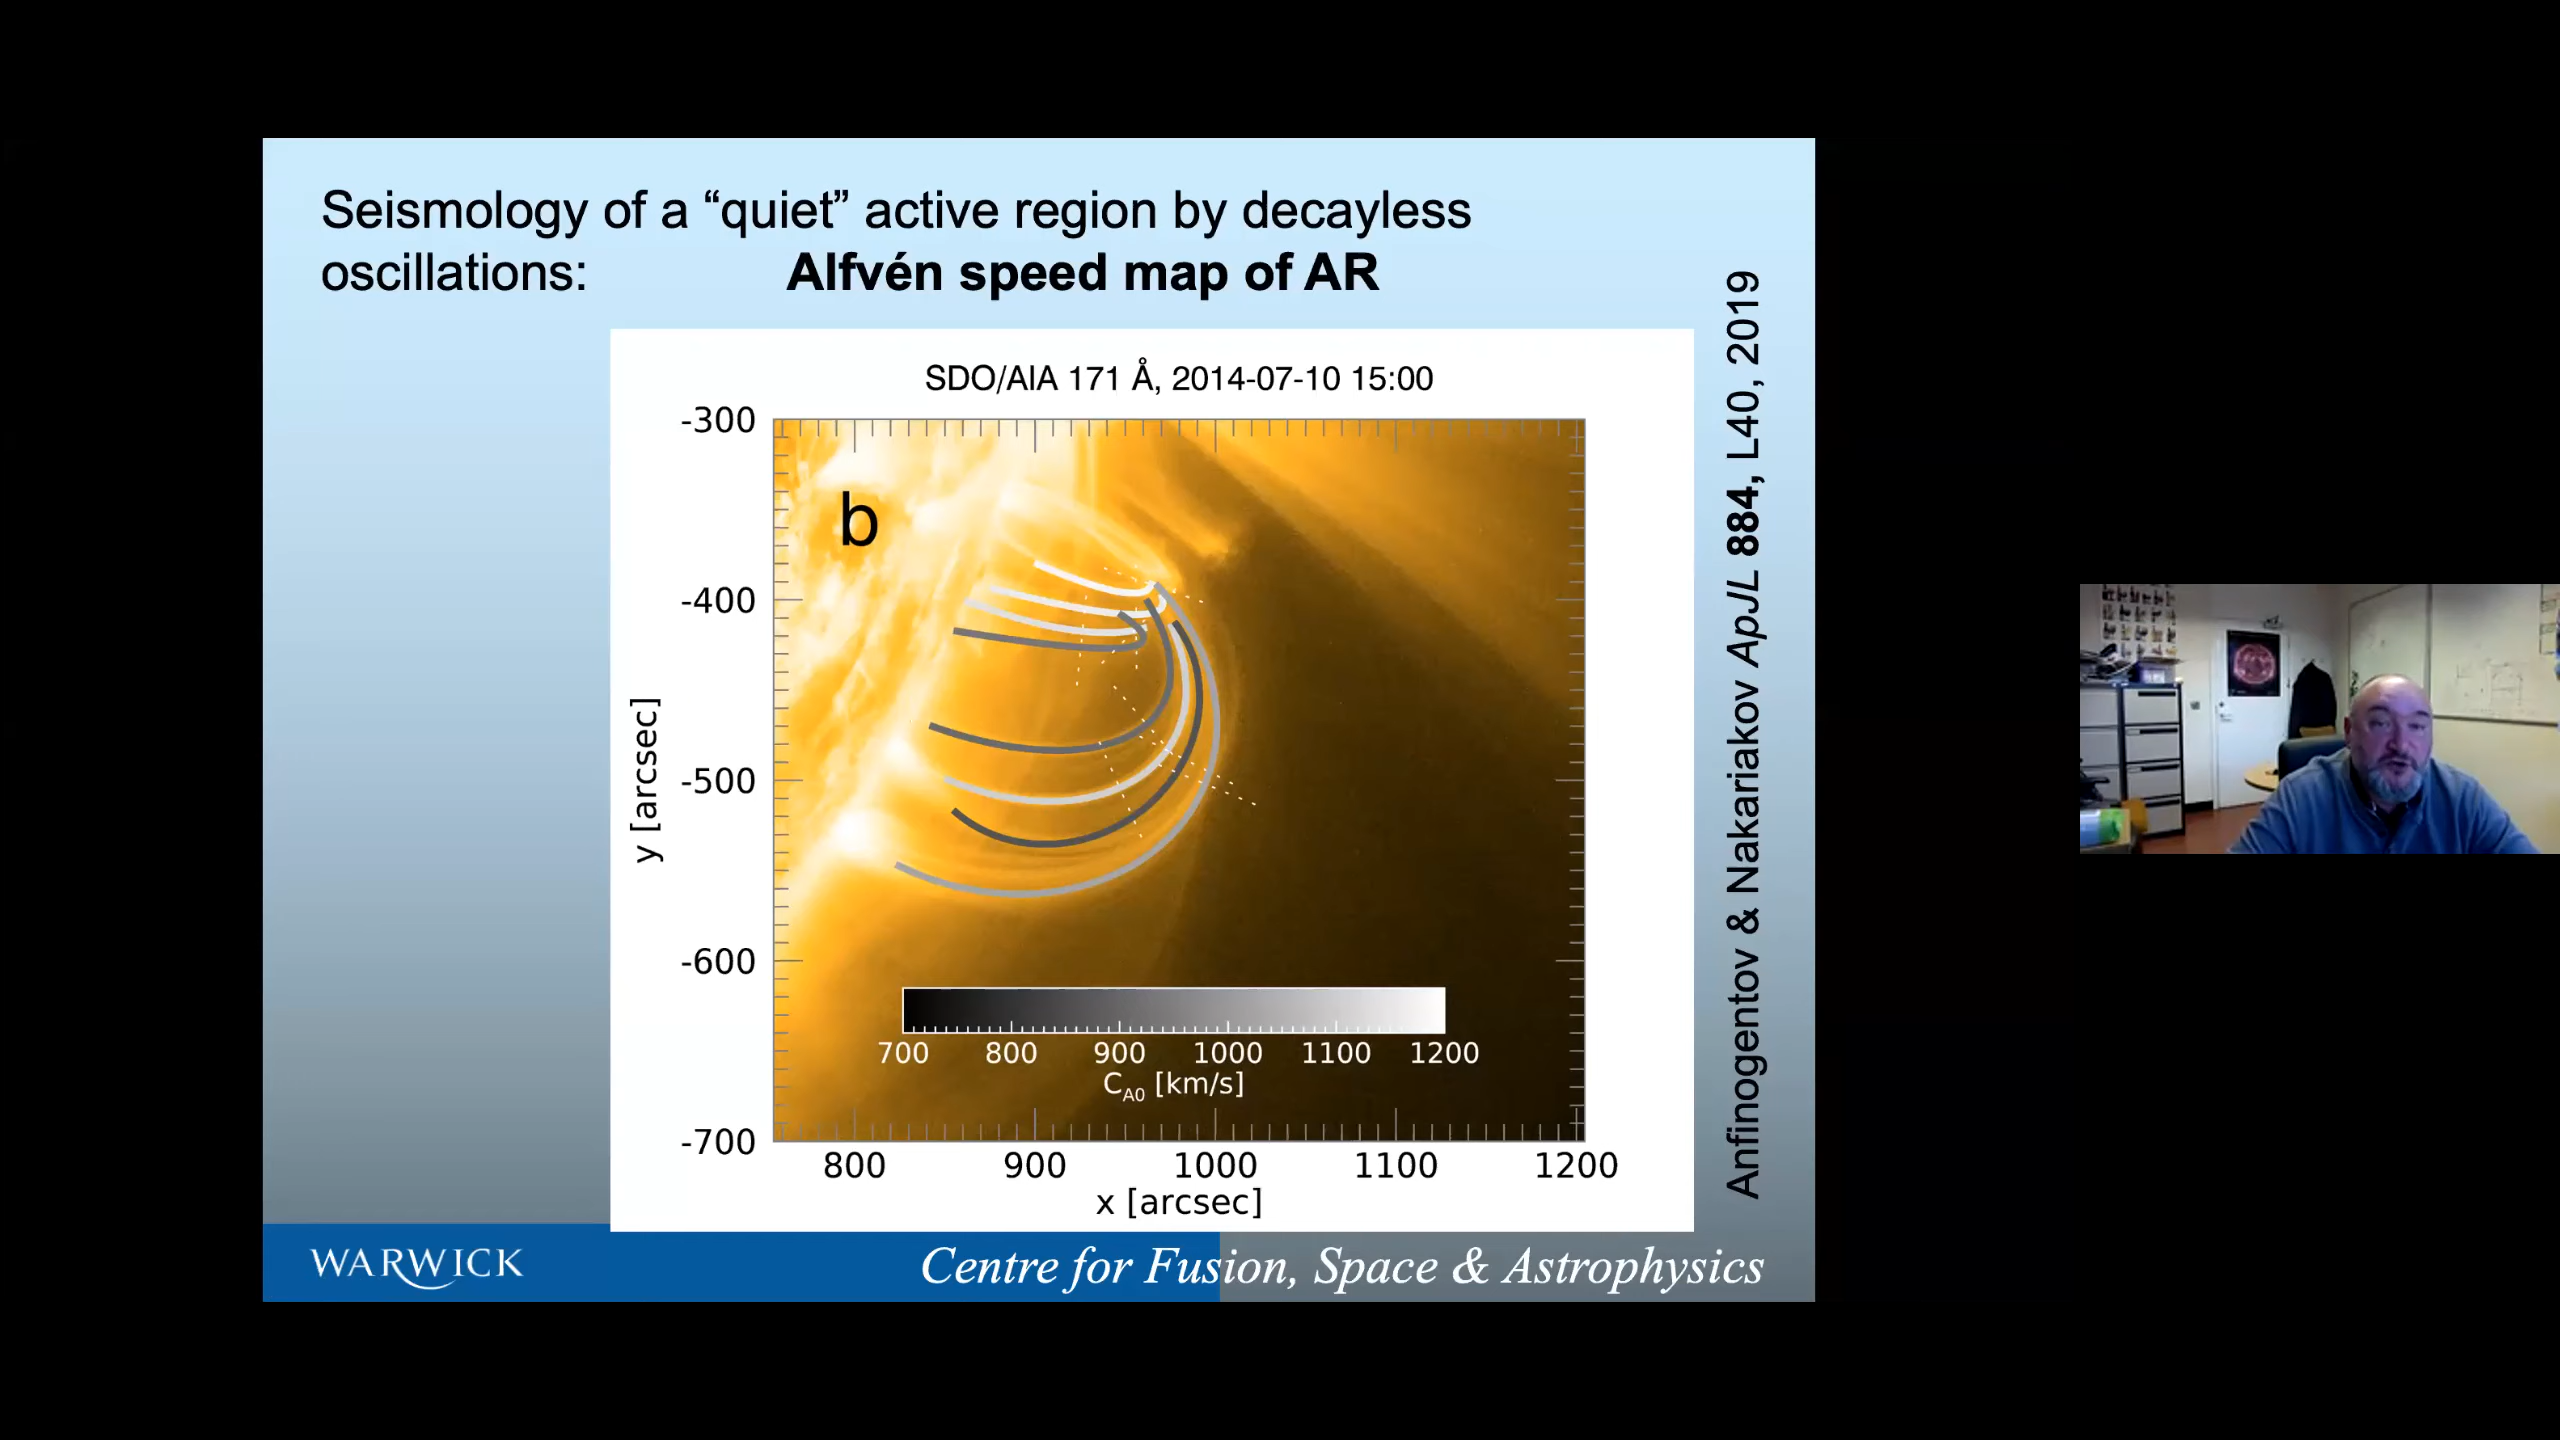 Seismology of a “quiet” active region by decayless
oscillations: Alfvén speed map of AR
SDO/AIA 171 Å, 2014-07-10 15:00
b
-300
-400
-500
-600
-700
y [arcsec]
700 800 900 1000 1100 1200
C_A0 [km/s]
800 900 1000 1100 1200
x [arcsec]
Anfinogentov & Nakariakov ApJL 884, L40, 2019
WARWICK
Centre for Fusion, Space & Astrophysics